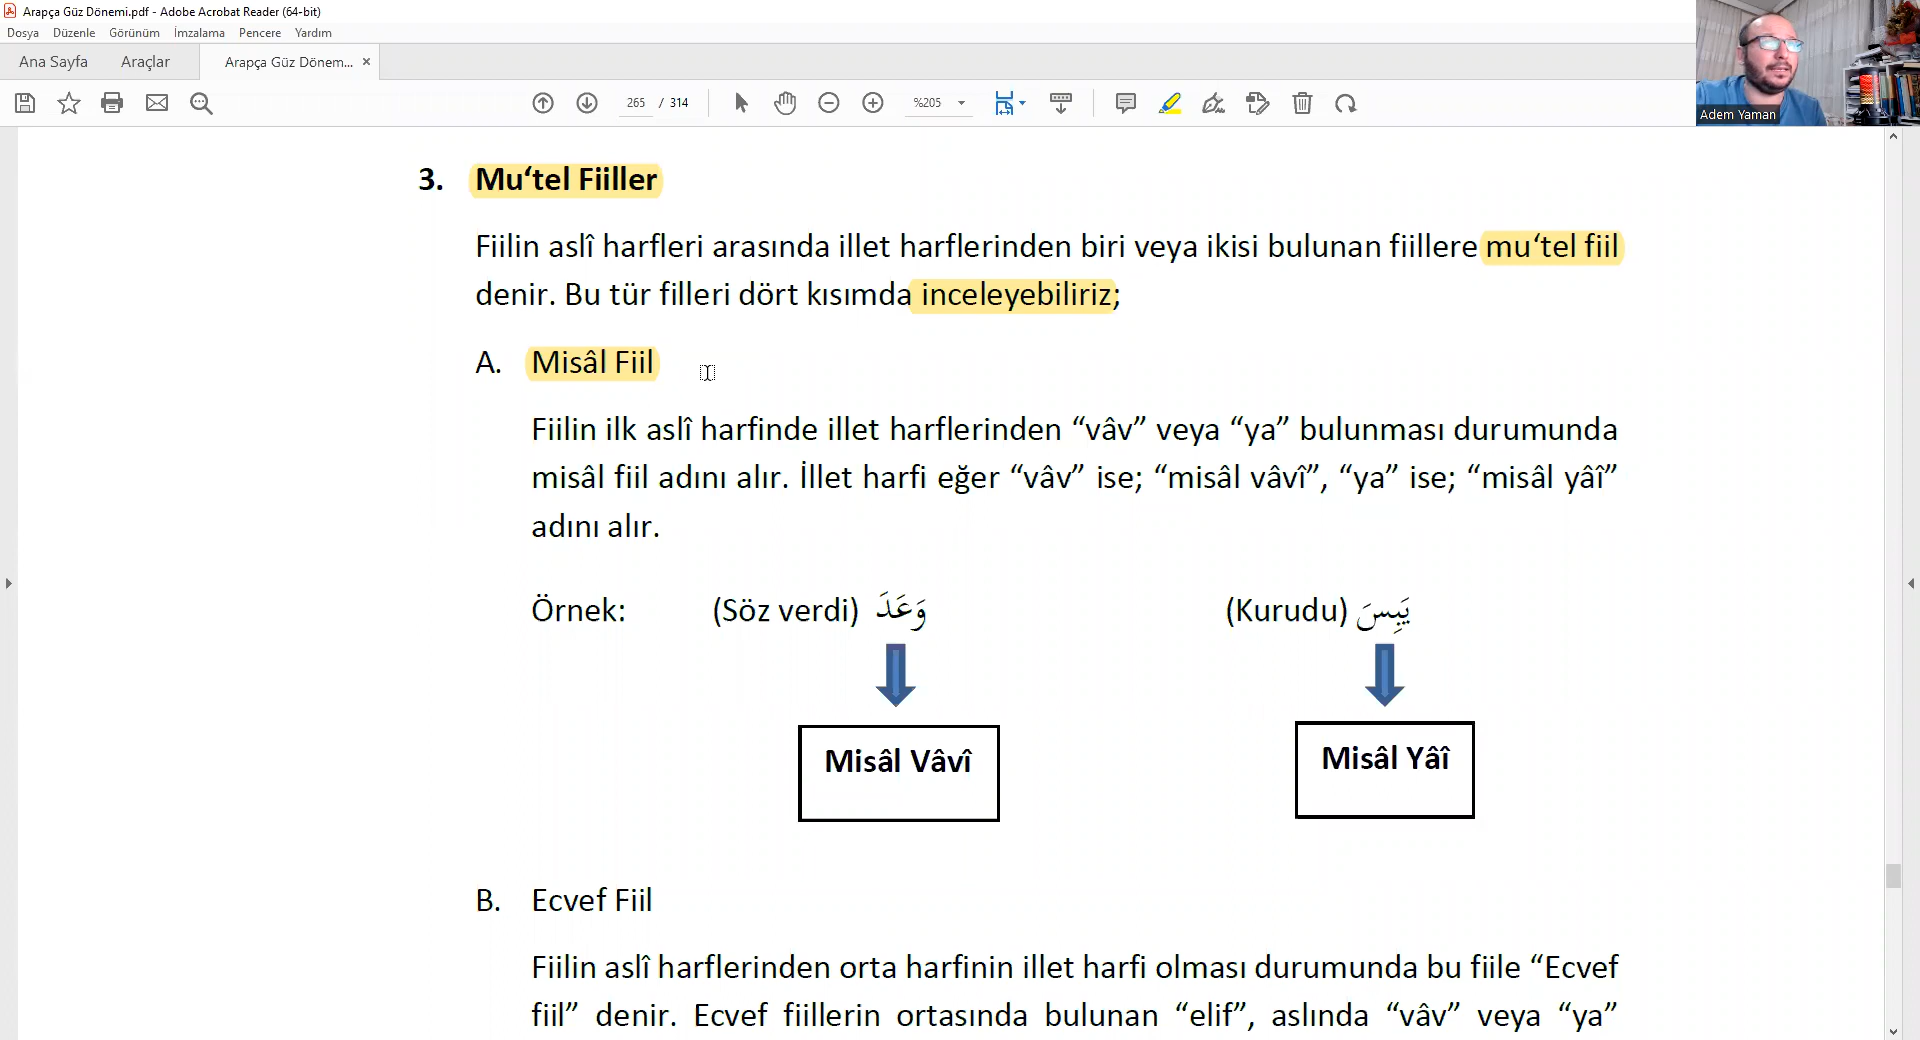 Arapça Güz Dönemi.pdf - Adobe Acrobat Reader (64-bit)
Dosya Düzenle Görünüm İmzalama Pencere Yardım
Ana Sayfa Araçlar Arapça Güz Dönem... ×
265 / 314 %205
Adem Yaman
3. Mu‘tel Fiiller
Fiilin aslî harfleri arasında illet harflerinden biri veya ikisi bulunan fiillere mu‘tel fiil
denir. Bu tür filleri dört kısımda inceleyebiliriz;
A. Misâl Fiil
Fiilin ilk aslî harfinde illet harflerinden “vâv” veya “ya” bulunması durumunda
misâl fiil adını alır. İllet harfi eğer “vâv” ise; “misâl vâvî”, “ya” ise; “misâl yâî”
adını alır.
Örnek: (Söz verdi) وَعَدَ (Kurudu) يَبِسَ
Misâl Vâvî Misâl Yâî
B. Ecvef Fiil
Fiilin aslî harflerinden orta harfinin illet harfi olması durumunda bu fiile “Ecvef
fiil” denir. Ecvef fiillerin ortasında bulunan “elif”, aslında “vâv” veya “ya”